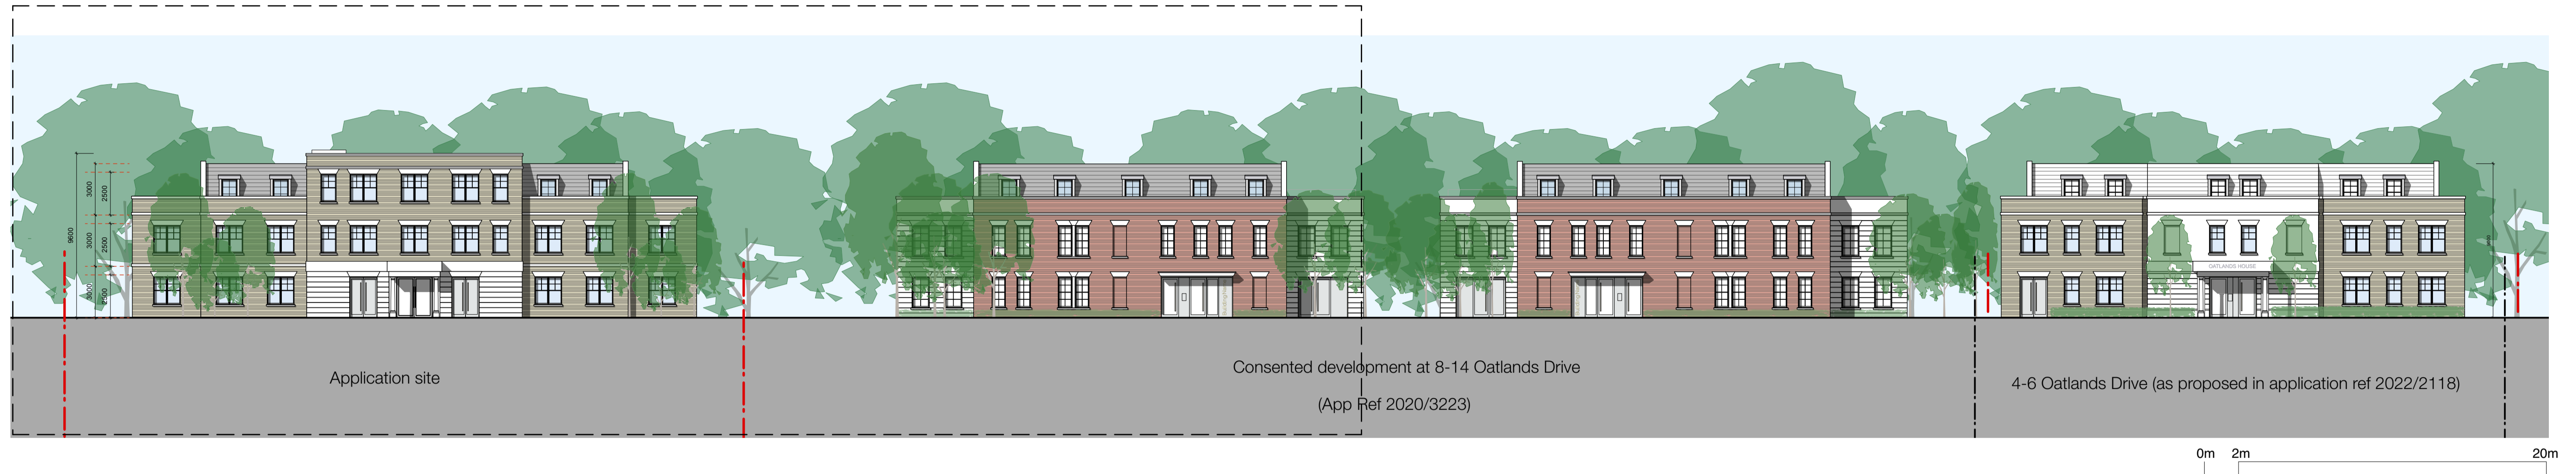 9600
3000
2500
3000
2500
3000
2500
OATLANDS HOUSE
Application site
Consented development at 8-14 Oatlands Drive
(App Ref 2020/3223)
4-6 Oatlands Drive (as proposed in application ref 2022/2118)
0m 2m 20m